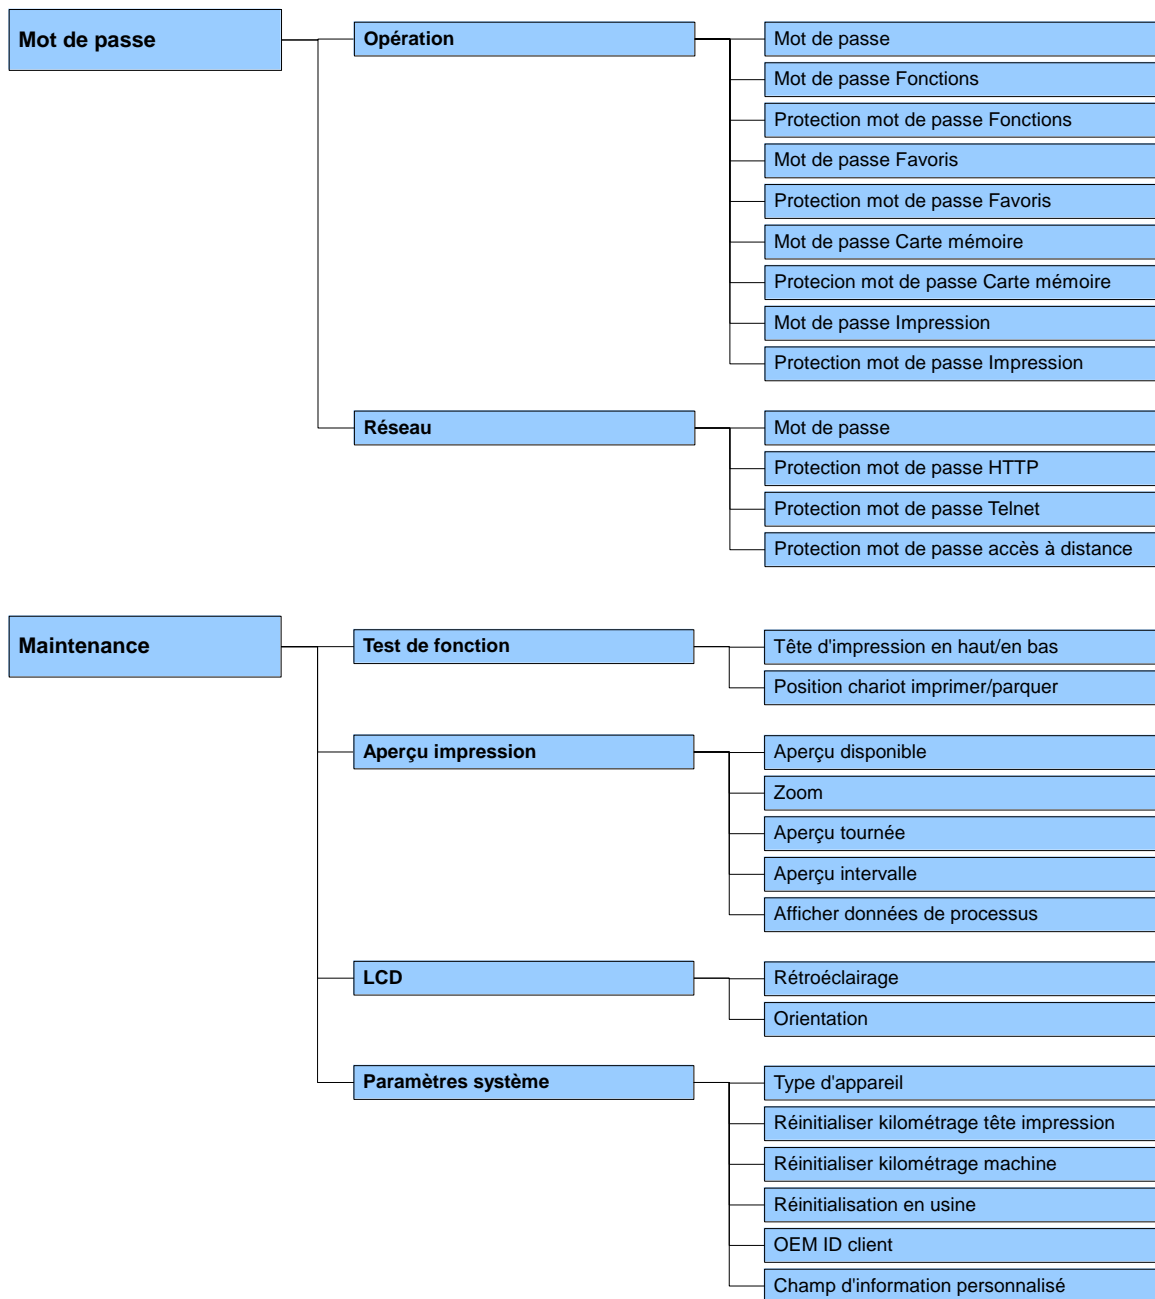 Mot de passe
Opération
Mot de passe
Mot de passe Fonctions
Protection mot de passe Fonctions
Mot de passe Favoris
Protection mot de passe Favoris
Mot de passe Carte mémoire
Protecion mot de passe Carte mémoire
Mot de passe Impression
Protection mot de passe Impression
Réseau
Mot de passe
Protection mot de passe HTTP
Protection mot de passe Telnet
Protection mot de passe accès à distance
Maintenance
Test de fonction
Tête d'impression en haut/en bas
Position chariot imprimer/parquer
Aperçu impression
Aperçu disponible
Zoom
Aperçu tournée
Aperçu intervalle
Afficher données de processus
LCD
Rétroéclairage
Orientation
Paramètres système
Type d'appareil
Réinitialiser kilométrage tête impression
Réinitialiser kilométrage machine
Réinitialisation en usine
OEM ID client
Champ d'information personnalisé